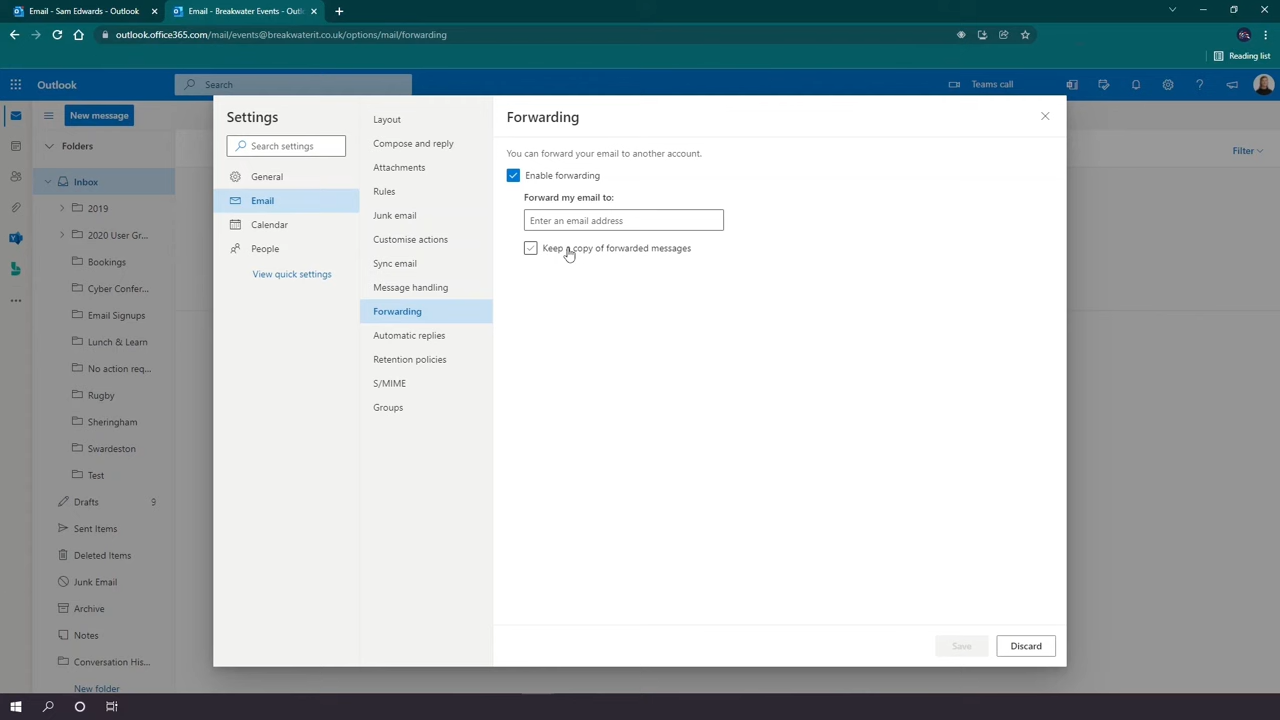 Email - Sam Edwards - Outlook
Email - Breakwater Events - Outl
outlook.office365.com/mail/events@breakwaterit.co.uk/options/mail/forwarding
Reading list
Outlook
Search
Teams call
New message
Folders
Inbox
2019
2020 User Gr...
Bookings
Cyber Confer...
Email Signups
Lunch & Learn
No action req...
Rugby
Sheringham
Swardeston
Test
Drafts 9
Sent Items
Deleted Items
Junk Email
Archive
Notes
Conversation His...
New folder
Filter
Settings
Search settings
General
Email
Calendar
People
View quick settings
Layout
Compose and reply
Attachments
Rules
Junk email
Customise actions
Sync email
Message handling
Forwarding
Automatic replies
Retention policies
S/MIME
Groups
Forwarding
You can forward your email to another account.
Enable forwarding
Forward my email to:
Enter an email address
Keep a copy of forwarded messages
Save
Discard